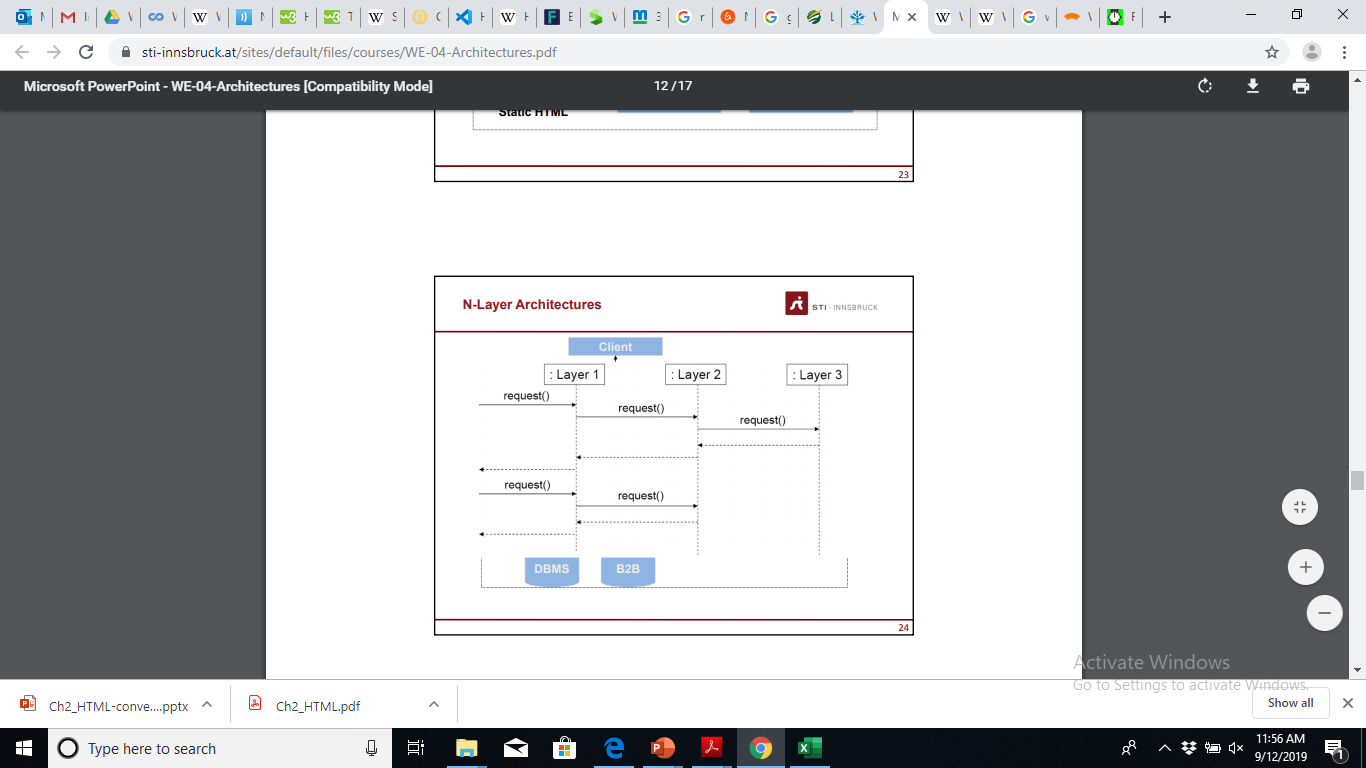 sti-innsbruck.at/sites/default/files/courses/WE-04-Architectures.pdf
Microsoft PowerPoint - WE-04-Architectures [Compatibility Mode]
12 / 17
Static HTML
23
N-Layer Architectures
STI · INNSBRUCK
Client
: Layer 1
: Layer 2
: Layer 3
request()
request()
request()
request()
request()
DBMS
B2B
24
Activate Windows
Go to Settings to activate Windows.
Ch2_HTML-conve....pptx
Ch2_HTML.pdf
Show all
Type here to search
11:56 AM
9/12/2019
1